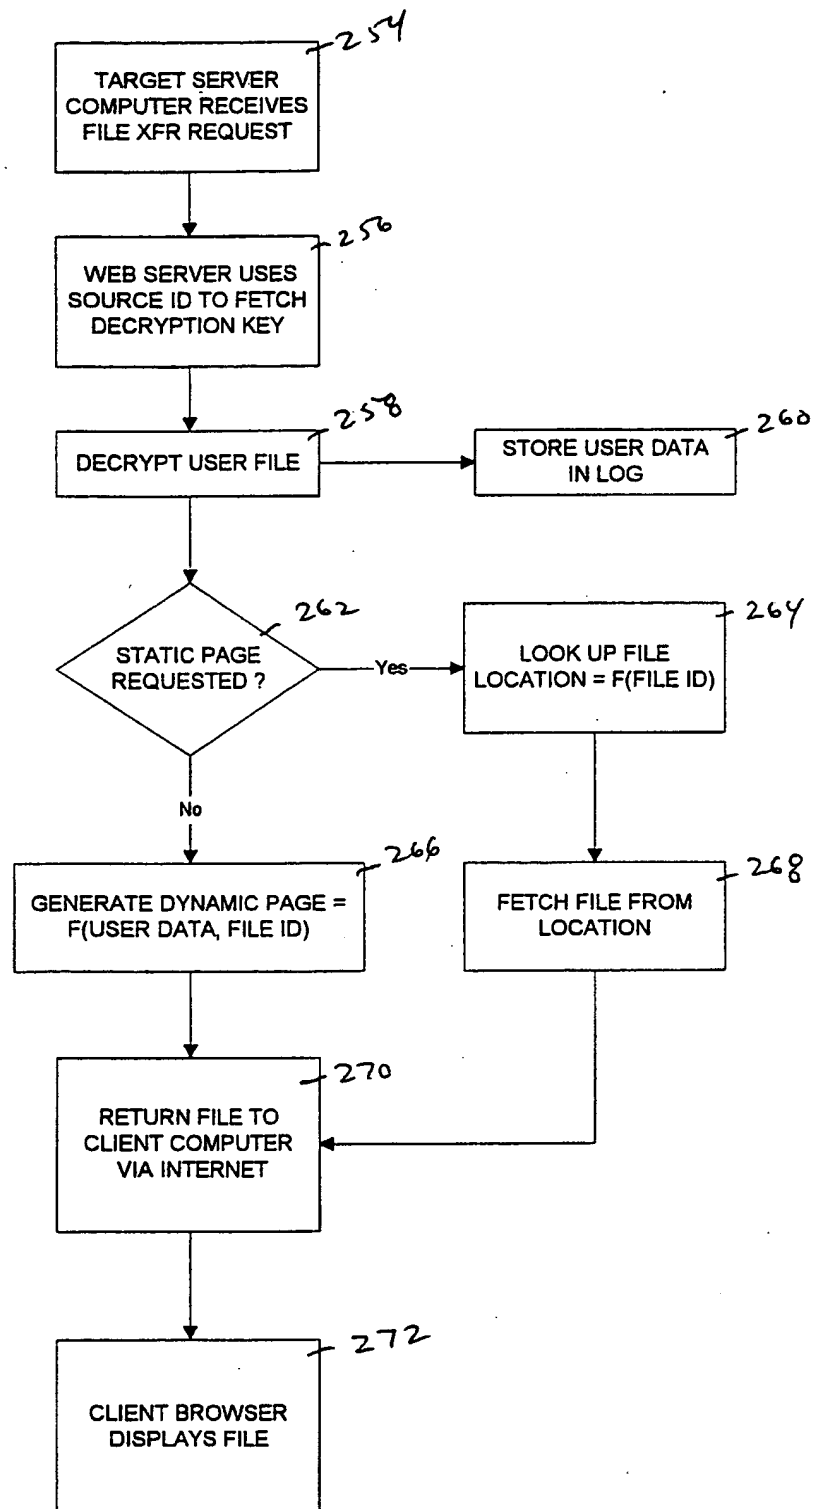 254
TARGET SERVER
COMPUTER RECEIVES
FILE XFR REQUEST
256
WEB SERVER USES
SOURCE ID TO FETCH
DECRYPTION KEY
258
DECRYPT USER FILE
260
STORE USER DATA
IN LOG
262
STATIC PAGE
REQUESTED ?
Yes
264
LOOK UP FILE
LOCATION = F(FILE ID)
No
266
GENERATE DYNAMIC PAGE =
F(USER DATA, FILE ID)
268
FETCH FILE FROM
LOCATION
270
RETURN FILE TO
CLIENT COMPUTER
VIA INTERNET
272
CLIENT BROWSER
DISPLAYS FILE